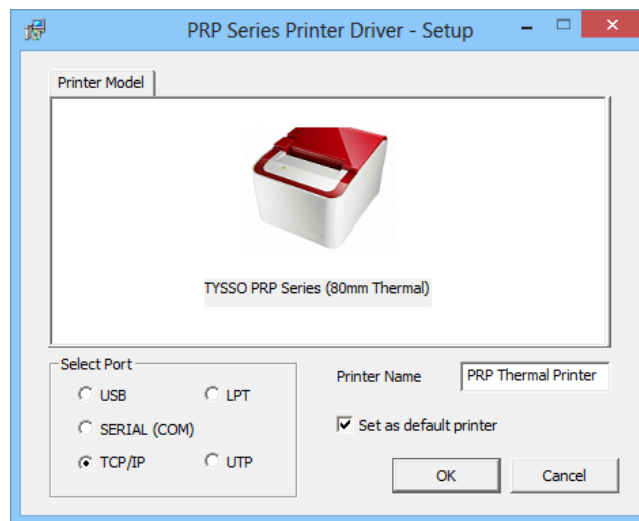 PRP Series Printer Driver - Setup
Printer Model
TYSSO PRP Series (80mm Thermal)
Select Port
USB
LPT
SERIAL (COM)
TCP/IP
UTP
Printer Name
PRP Thermal Printer
Set as default printer
OK
Cancel